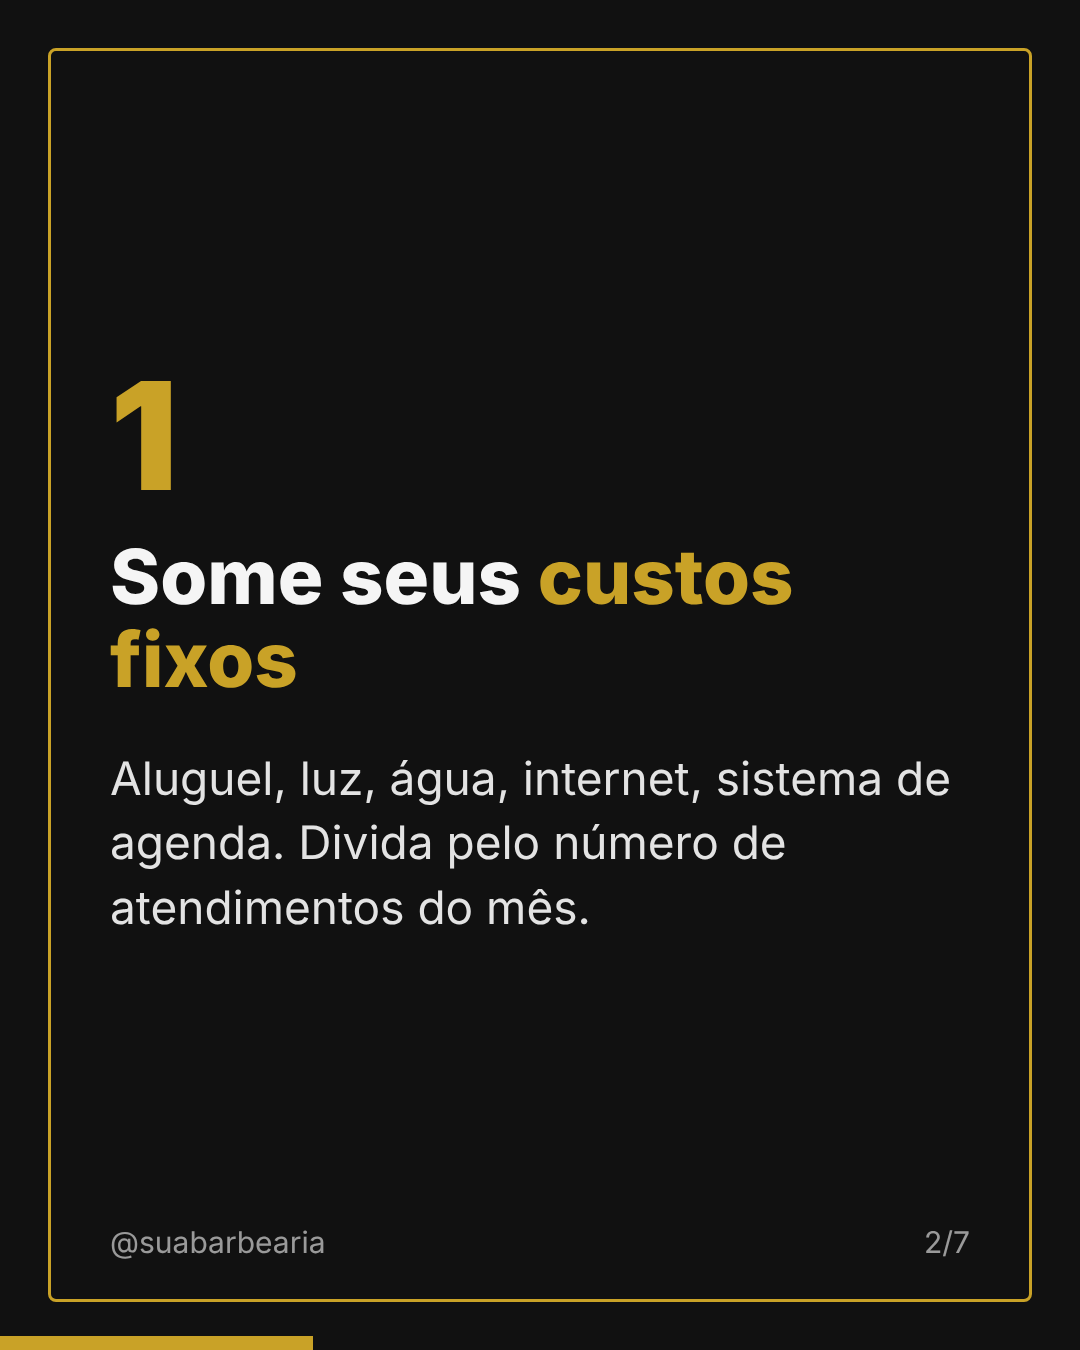 1
Some seus custos
fixos
Aluguel, luz, água, internet, sistema de
agenda. Divida pelo número de
atendimentos do mês.
@suabarbearia
2/7